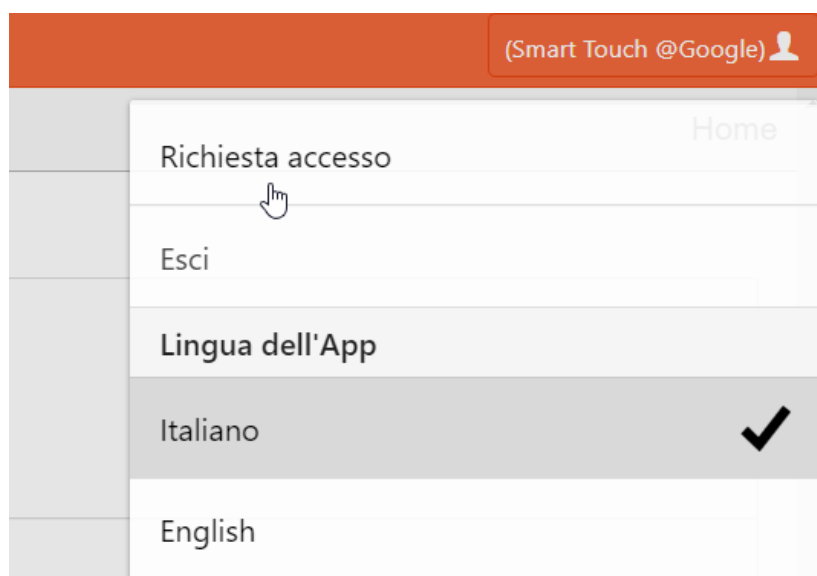 (Smart Touch @Google)
Home
Richiesta accesso
Esci
Lingua dell'App
Italiano
English